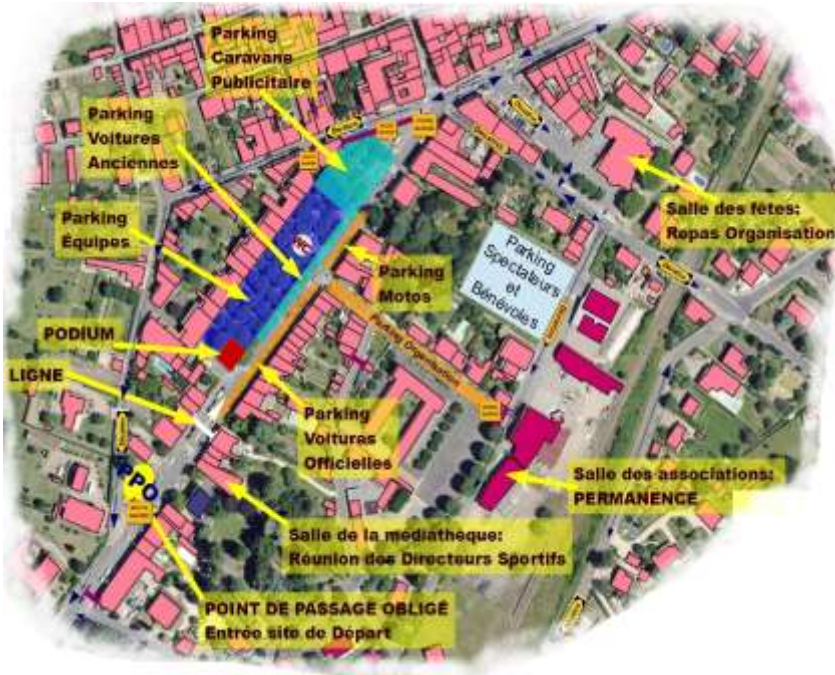 Parking
Caravane
Publicitaire
Parking
Voitures
Anciennes
Parking
Équipes
WC
Parking
Motos
Parking
Spectateurs
et
Bénévoles
Salle des fêtes:
Repas Organisation
PODIUM
LIGNE
Parking Organisation
Parking
Voitures
Officielles
PPO
Salle des associations:
PERMANENCE
Salle de la médiathèque:
Réunion des Directeurs Sportifs
POINT DE PASSAGE OBLIGÉ
Entrée site de Départ